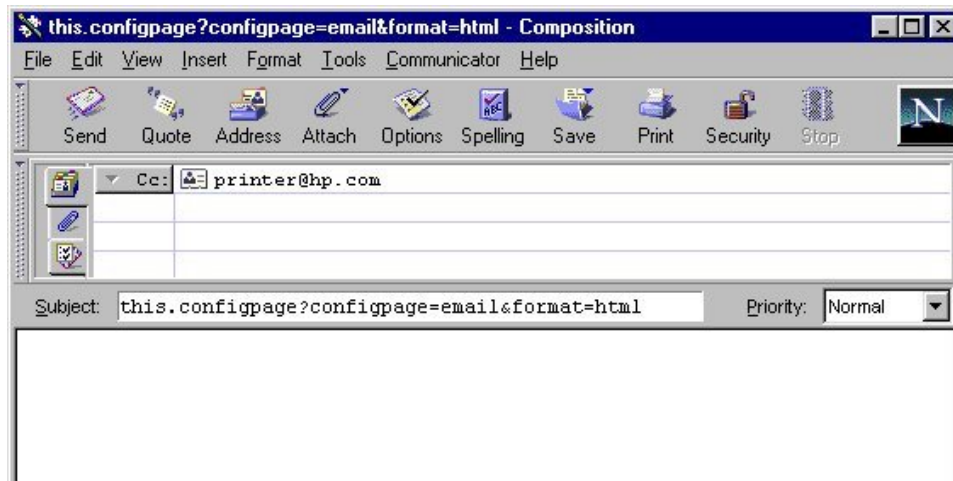 this.configpage?configpage=email&format=html - Composition
File Edit View Insert Format Tools Communicator Help
Send Quote Address Attach Options Spelling Save Print Security Stop
N
Cc: printer@hp.com
Subject: this.configpage?configpage=email&format=html Priority: Normal